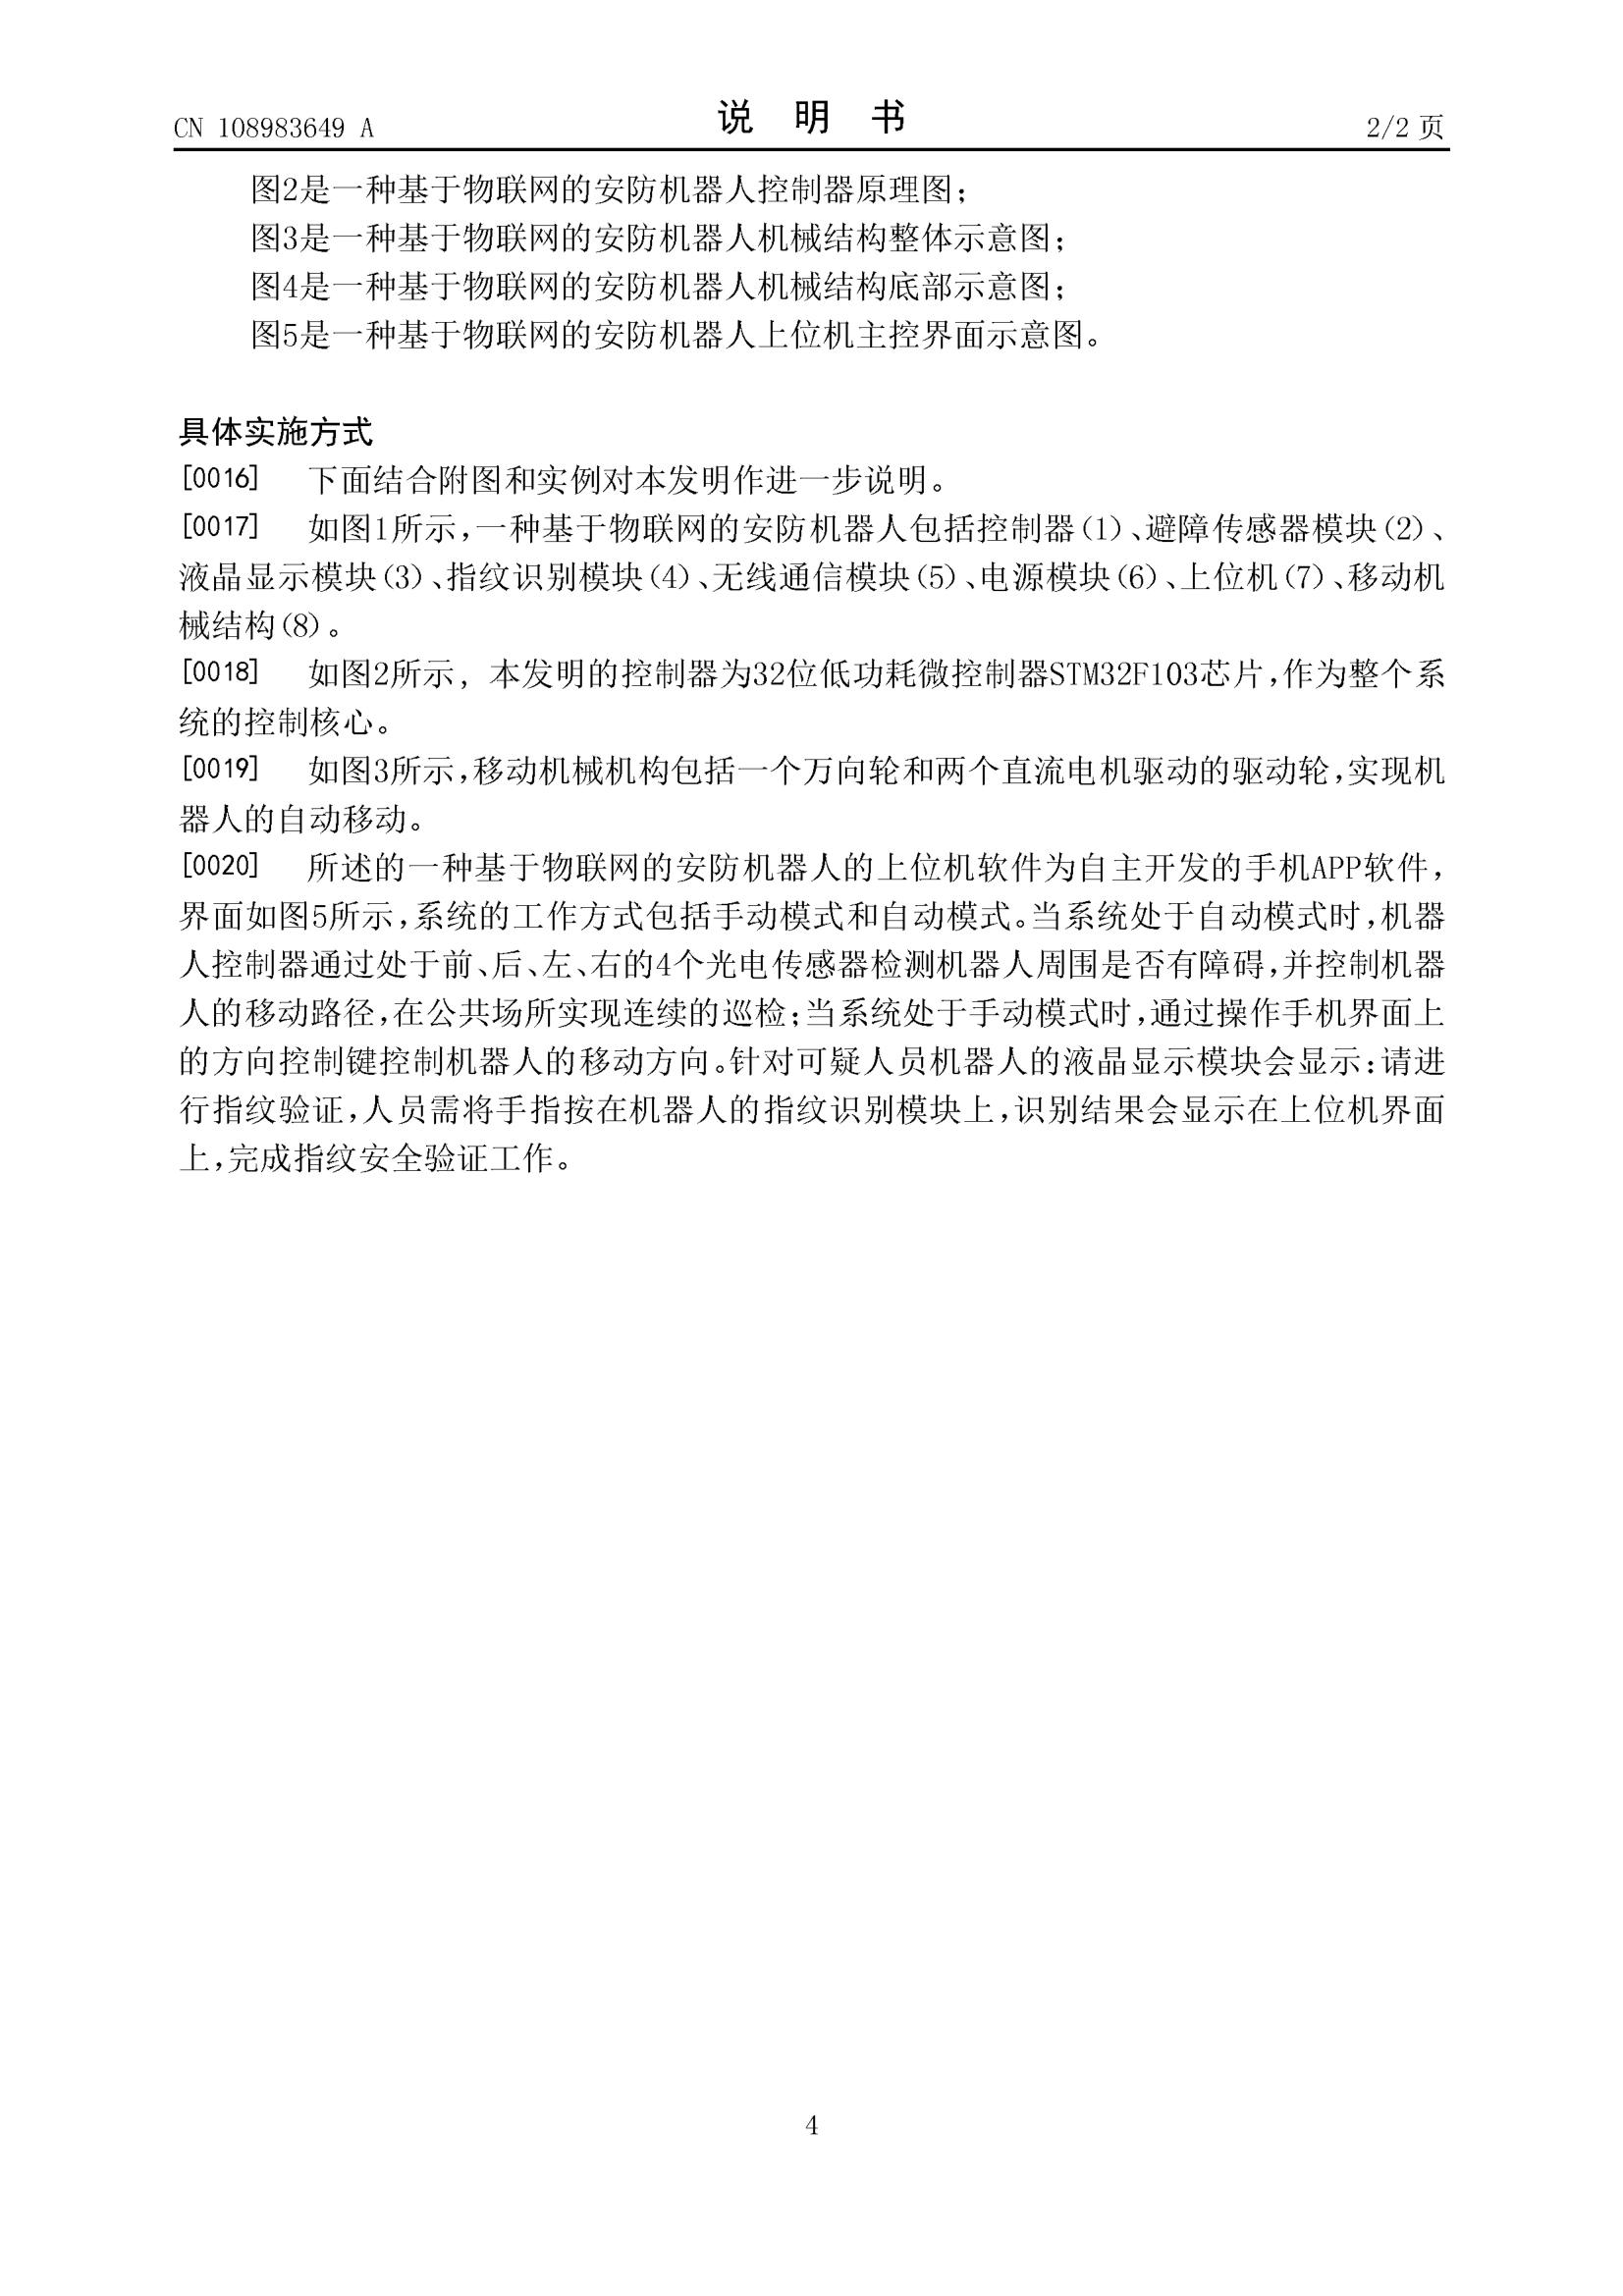 CN 108983649 A
说 明 书
2/2 页
图2是一种基于物联网的安防机器人控制器原理图；
图3是一种基于物联网的安防机器人机械结构整体示意图；
图4是一种基于物联网的安防机器人机械结构底部示意图；
图5是一种基于物联网的安防机器人上位机主控界面示意图。
具体实施方式
[0016] 下面结合附图和实例对本发明作进一步说明。
[0017] 如图1所示，一种基于物联网的安防机器人包括控制器(1)、避障传感器模块(2)、
液晶显示模块(3)、指纹识别模块(4)、无线通信模块(5)、电源模块(6)、上位机(7)、移动机
械结构(8)。
[0018] 如图2所示，本发明的控制器为32位低功耗微控制器STM32F103芯片，作为整个系
统的控制核心。
[0019] 如图3所示，移动机械机构包括一个万向轮和两个直流电机驱动的驱动轮，实现机
器人的自动移动。
[0020] 所述的一种基于物联网的安防机器人的上位机软件为自主开发的手机APP软件，
界面如图5所示，系统的工作方式包括手动模式和自动模式。当系统处于自动模式时，机器
人控制器通过处于前、后、左、右的4个光电传感器检测机器人周围是否有障碍，并控制机器
人的移动路径，在公共场所实现连续的巡检；当系统处于手动模式时，通过操作手机界面上
的方向控制键控制机器人的移动方向。针对可疑人员机器人的液晶显示模块会显示：请进
行指纹验证，人员需将手指按在机器人的指纹识别模块上，识别结果会显示在上位机界面
上，完成指纹安全验证工作。
4